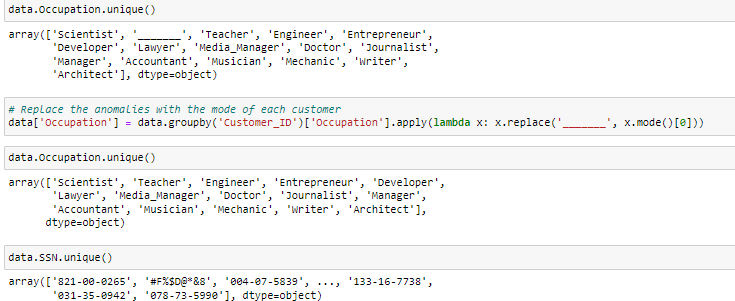 data.Occupation.unique()
array(['Scientist', '_______', 'Teacher', 'Engineer', 'Entrepreneur',
'Developer', 'Lawyer', 'Media_Manager', 'Doctor', 'Journalist',
'Manager', 'Accountant', 'Musician', 'Mechanic', 'Writer',
'Architect'], dtype=object)
# Replace the anomalies with the mode of each customer
data['Occupation'] = data.groupby('Customer_ID')['Occupation'].apply(lambda x: x.replace('_______', x.mode()[0]))
data.Occupation.unique()
array(['Scientist', 'Teacher', 'Engineer', 'Entrepreneur', 'Developer',
'Lawyer', 'Media_Manager', 'Doctor', 'Journalist', 'Manager',
'Accountant', 'Musician', 'Mechanic', 'Writer', 'Architect'],
dtype=object)
data.SSN.unique()
array(['821-00-0265', '#F%$D@*&8', '004-07-5839', ..., '133-16-7738',
'031-35-0942', '078-73-5990'], dtype=object)